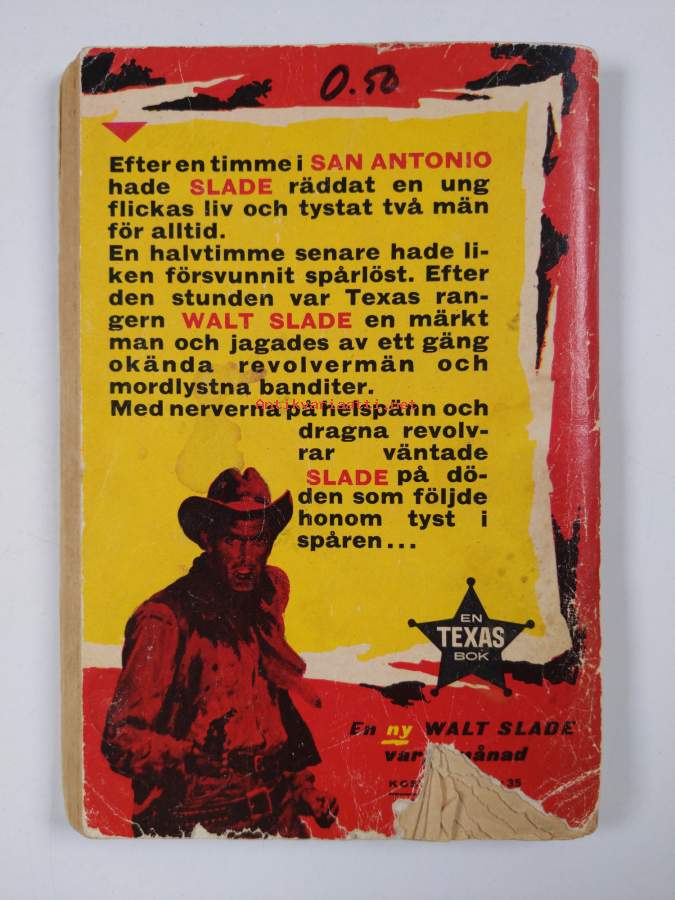 0.50
Efter en timme i SAN ANTONIO
hade SLADE räddat en ung
flickas liv och tystat två män
för alltid.
En halvtimme senare hade li-
ken försvunnit spårlöst. Efter
den stunden var Texas ran-
gern WALT SLADE en märkt
man och jagades av ett gäng
okända revolvermän och
mordlystna banditer.
Antikvariaatti.net
Med nerverna på helspänn och
dragna revolv-
rar väntade
SLADE på dö-
den som följde
honom tyst i
spåren...
EN
TEXAS
BOK
En ny WALT SLADE
35